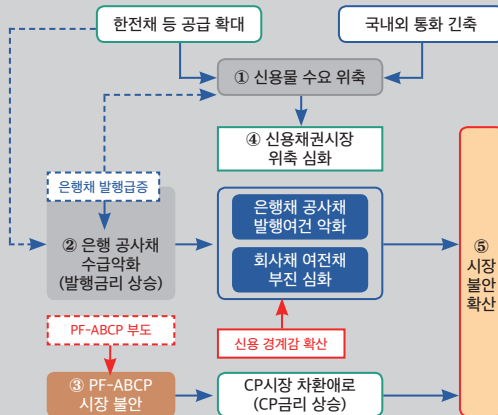 한전채 등 공급 확대
국내외 통화 긴축
① 신용물 수요 위축
④ 신용채권시장
위축 심화
은행채 발행급증
② 은행 공사채
수급악화
(발행금리 상승)
은행채 공사채
발행여건 악화
회사채 여전채
부진 심화
⑤
시장
불안
확산
PF-ABCP 부도
신용 경계감 확산
③ PF-ABCP
시장 불안
CP시장 차환애로
(CP금리 상승)